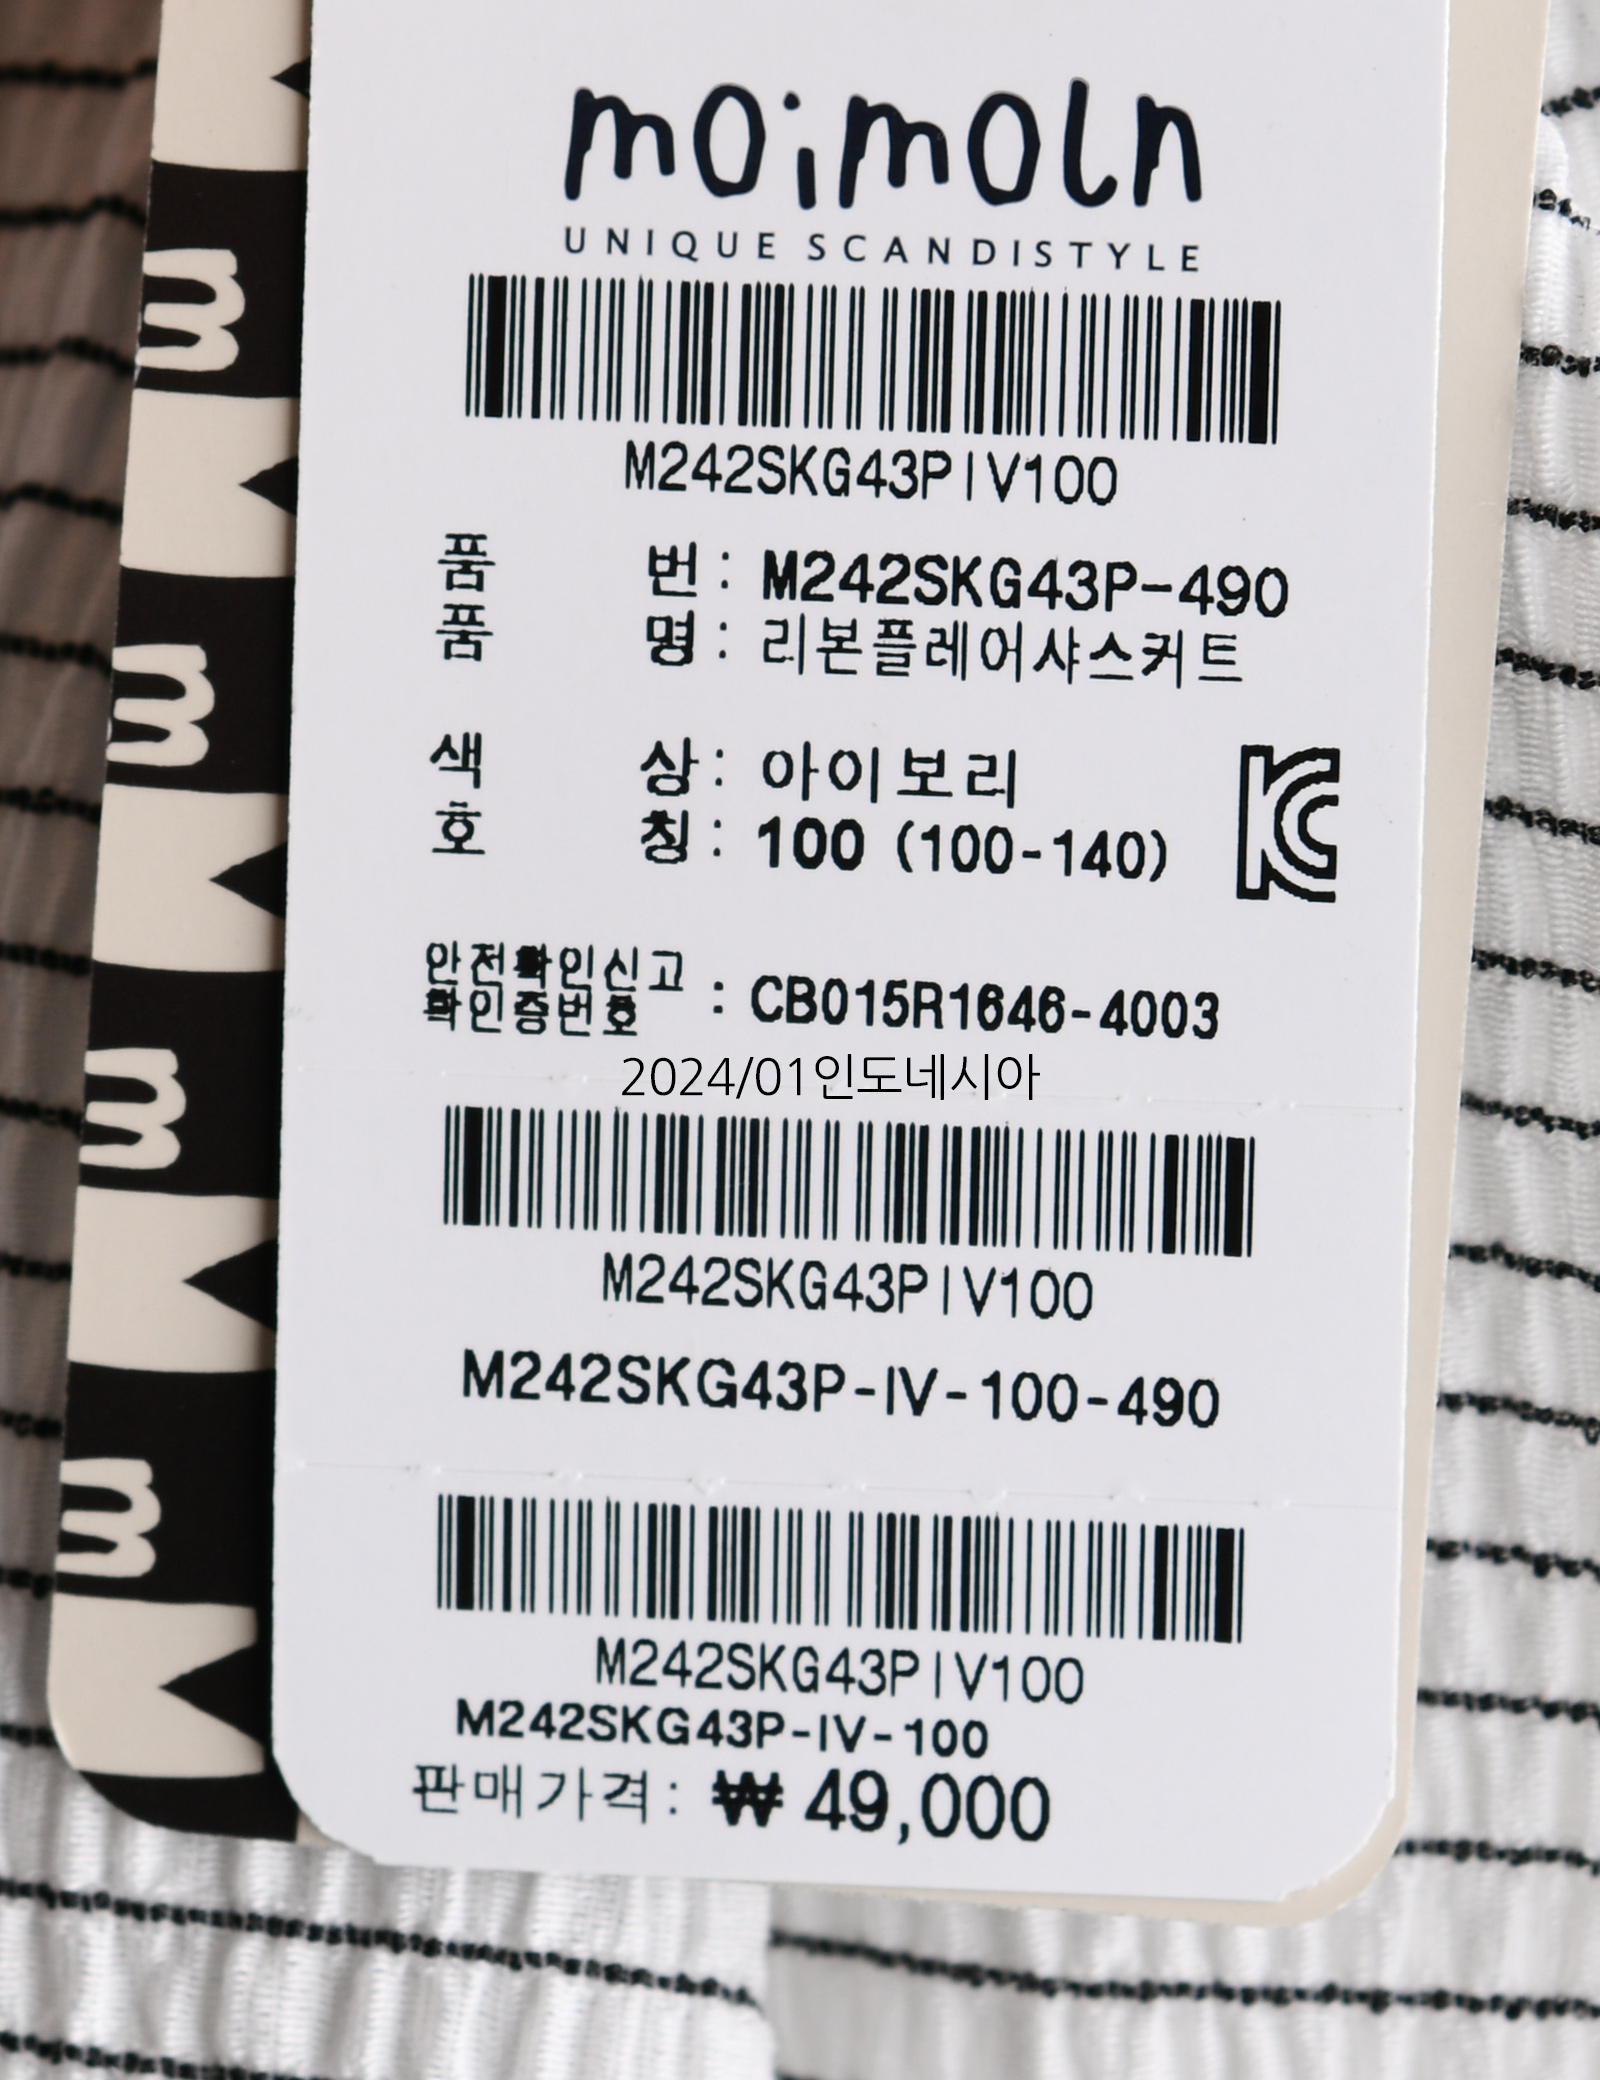 moimoln
UNIQUE SCANDISTYLE
M242SKG43PIV100
품 번 : M242SKG43P-490
품 명 : 리본플레어샤스커트
색 상 : 아이보리
호 칭 : 100 (100-140)
KC
안전확인신고
확인증번호 : CB015R1646-4003
2024/01인도네시아
M242SKG43PIV100
M242SKG43P-IV-100-490
M242SKG43PIV100
M242SKG43P-IV-100
판매가격: ₩ 49,000
m
m
m
m